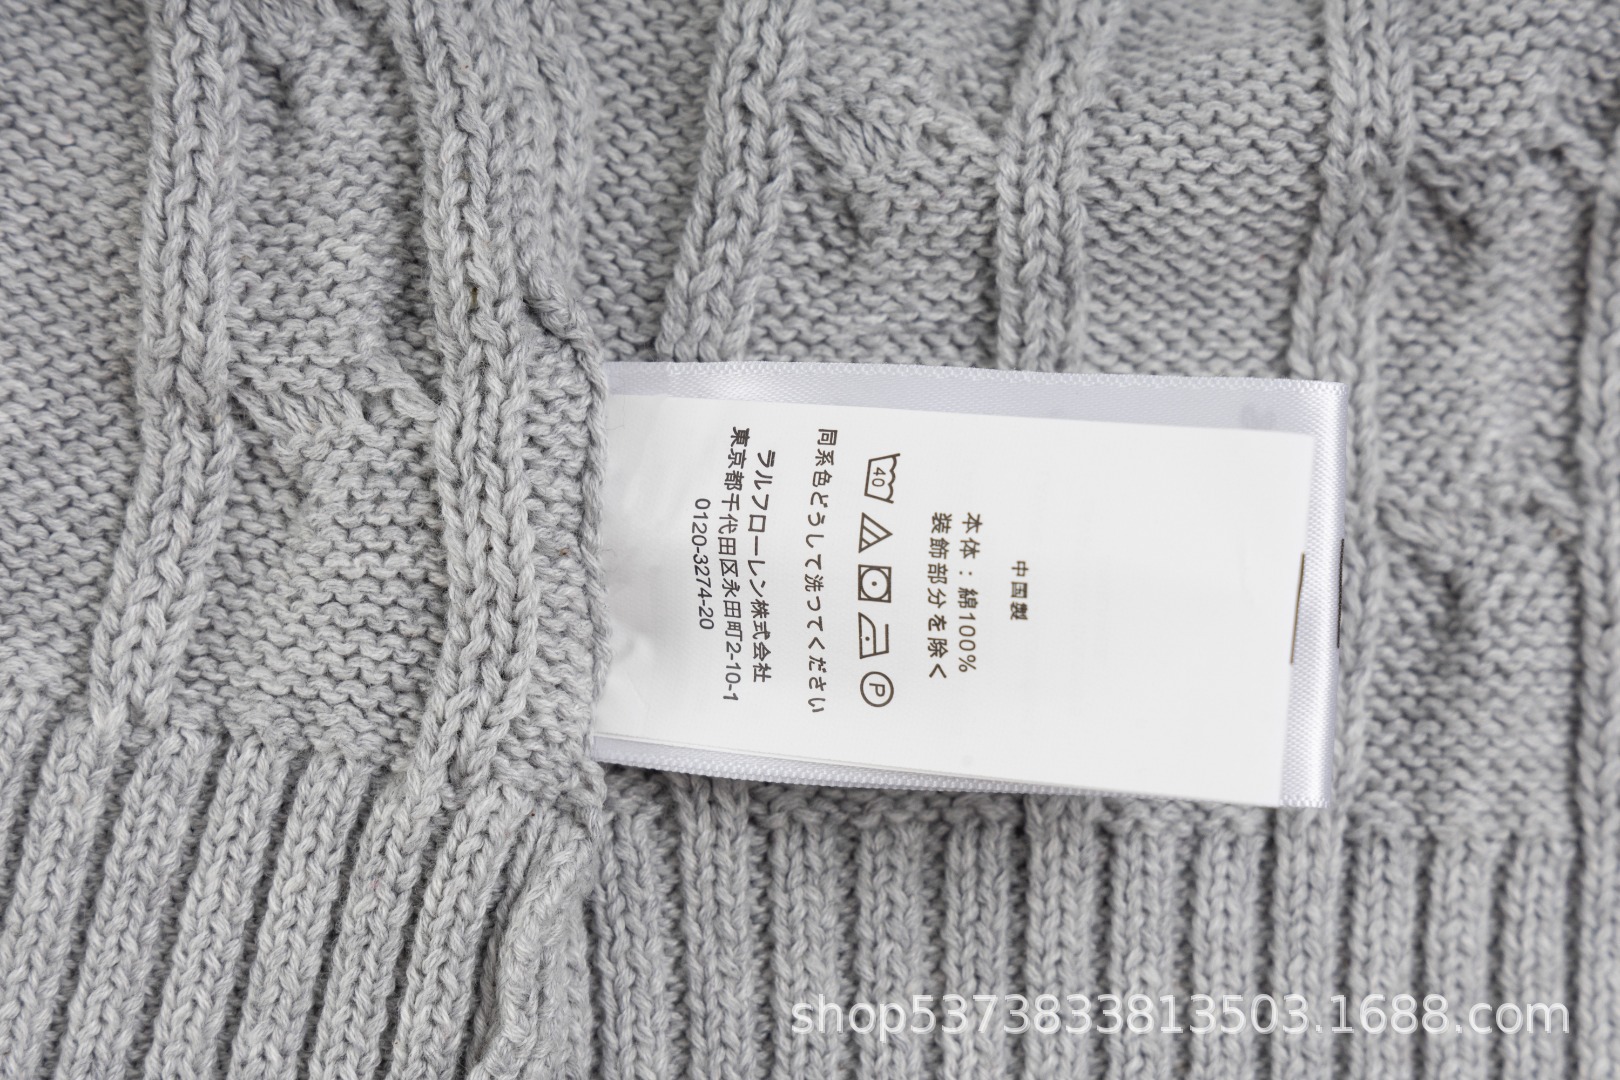 中国製
本体：綿100%
装飾部分を除く
40
P
同系色どうしで洗ってください
ラルフローレン株式会社
東京都千代田区永田町2-10-1
0120-3274-20
shop5373833813503.1688.com